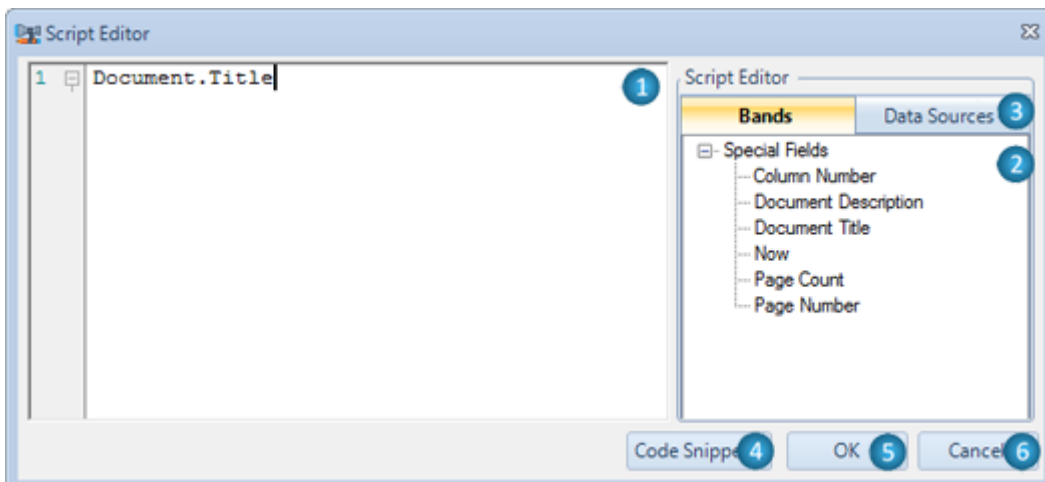 Script Editor
1 Document.Title
1
Script Editor
Bands
Data Sources 3
Special Fields
2
Column Number
Document Description
Document Title
Now
Page Count
Page Number
Code Snippe 4
OK 5
Cancel 6